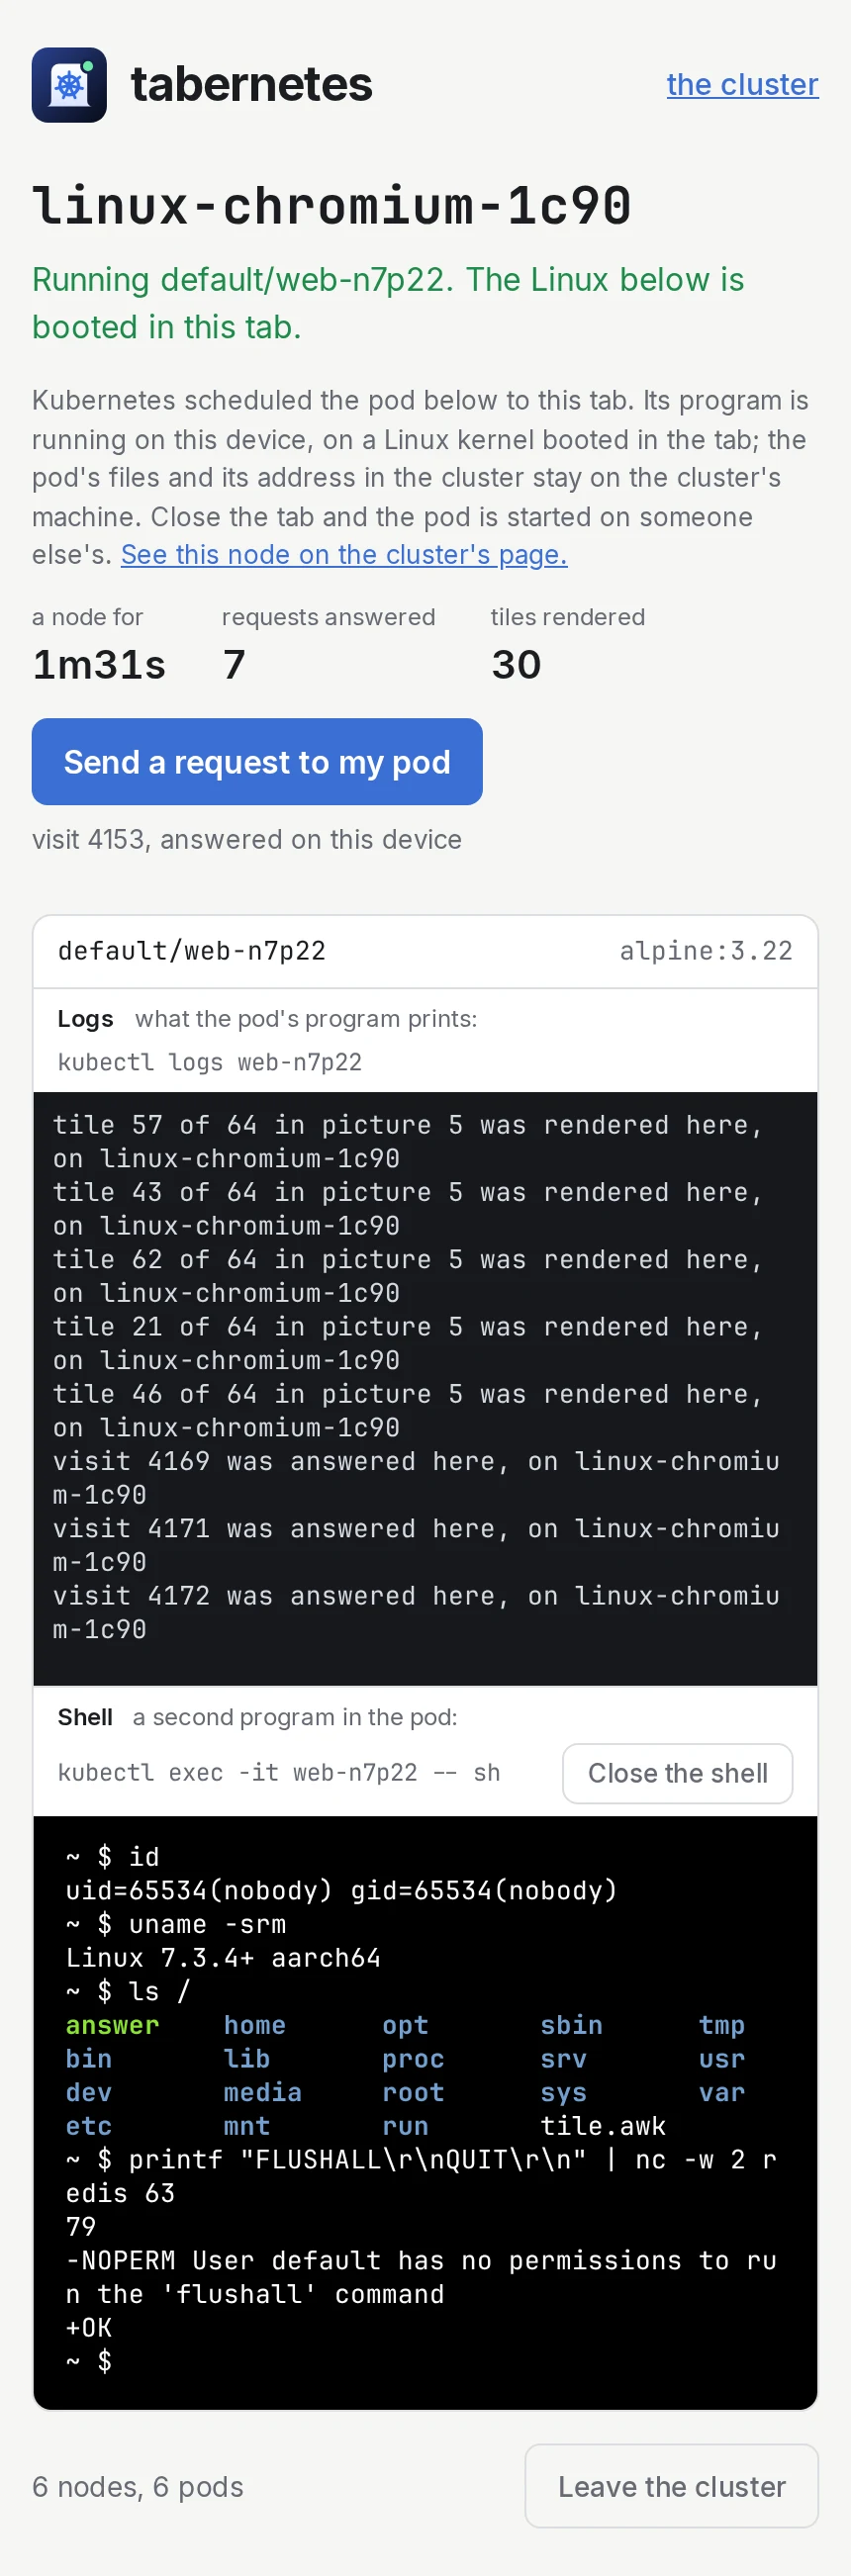 tabernetes
the cluster
linux-chromium-1c90
Running default/web-n7p22. The Linux below is
booted in this tab.
Kubernetes scheduled the pod below to this tab. Its program is
running on this device, on a Linux kernel booted in the tab; the
pod's files and its address in the cluster stay on the cluster's
machine. Close the tab and the pod is started on someone
else's. See this node on the cluster's page.
a node for requests answered tiles rendered
1m31s 7 30
Send a request to my pod
visit 4153, answered on this device
default/web-n7p22 alpine:3.22
Logs what the pod's program prints:
kubectl logs web-n7p22
tile 57 of 64 in picture 5 was rendered here,
on linux-chromium-1c90
tile 43 of 64 in picture 5 was rendered here,
on linux-chromium-1c90
tile 62 of 64 in picture 5 was rendered here,
on linux-chromium-1c90
tile 21 of 64 in picture 5 was rendered here,
on linux-chromium-1c90
tile 46 of 64 in picture 5 was rendered here,
on linux-chromium-1c90
visit 4169 was answered here, on linux-chromiu
m-1c90
visit 4171 was answered here, on linux-chromiu
m-1c90
visit 4172 was answered here, on linux-chromiu
m-1c90
Shell a second program in the pod:
kubectl exec -it web-n7p22 -- sh
Close the shell
~ $ id
uid=65534(nobody) gid=65534(nobody)
~ $ uname -srm
Linux 7.3.4+ aarch64
~ $ ls /
answer home opt sbin tmp
bin lib proc srv usr
dev media root sys var
etc mnt run tile.awk
~ $ printf "FLUSHALL\r\nQUIT\r\n" | nc -w 2 r
edis 63
79
-NOPERM User default has no permissions to ru
n the 'flushall' command
+OK
~ $
6 nodes, 6 pods
Leave the cluster